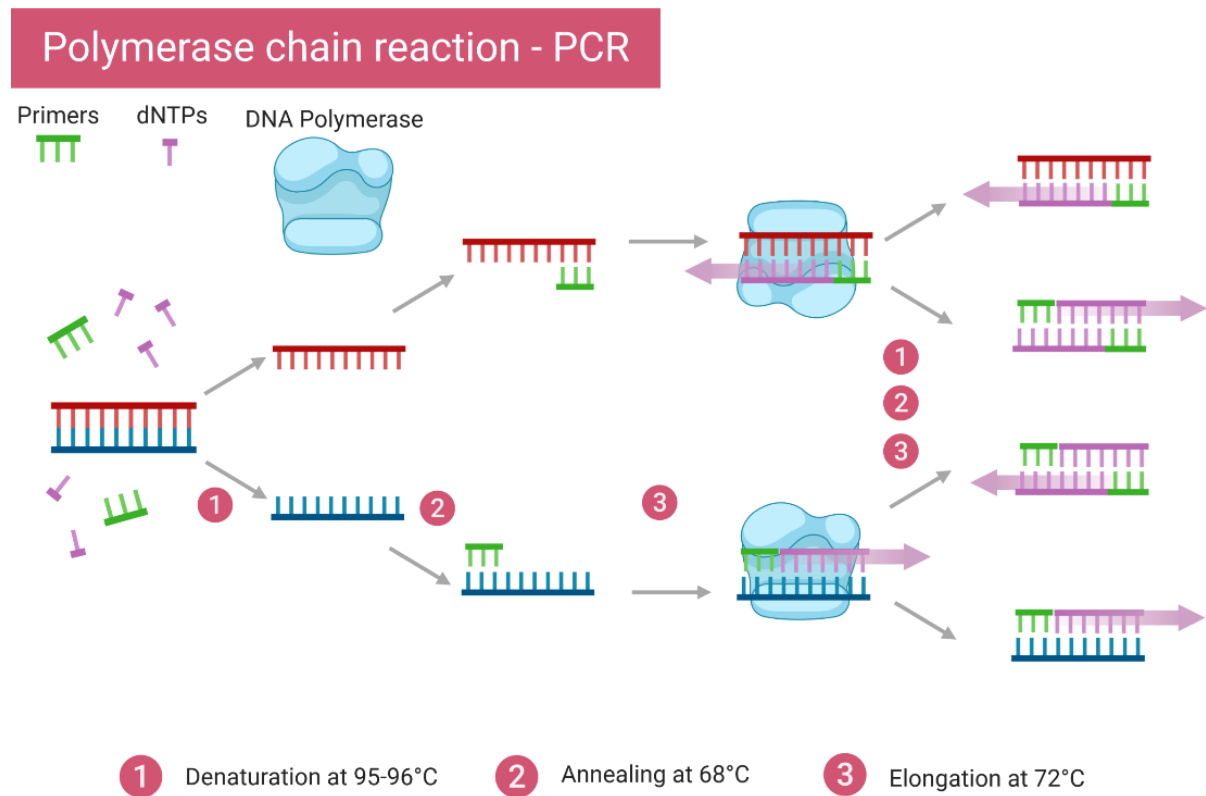 Polymerase chain reaction - PCR
Primers
dNTPs
DNA Polymerase
1
2
3
1
2
3
1 Denaturation at 95-96°C
2 Annealing at 68°C
3 Elongation at 72°C